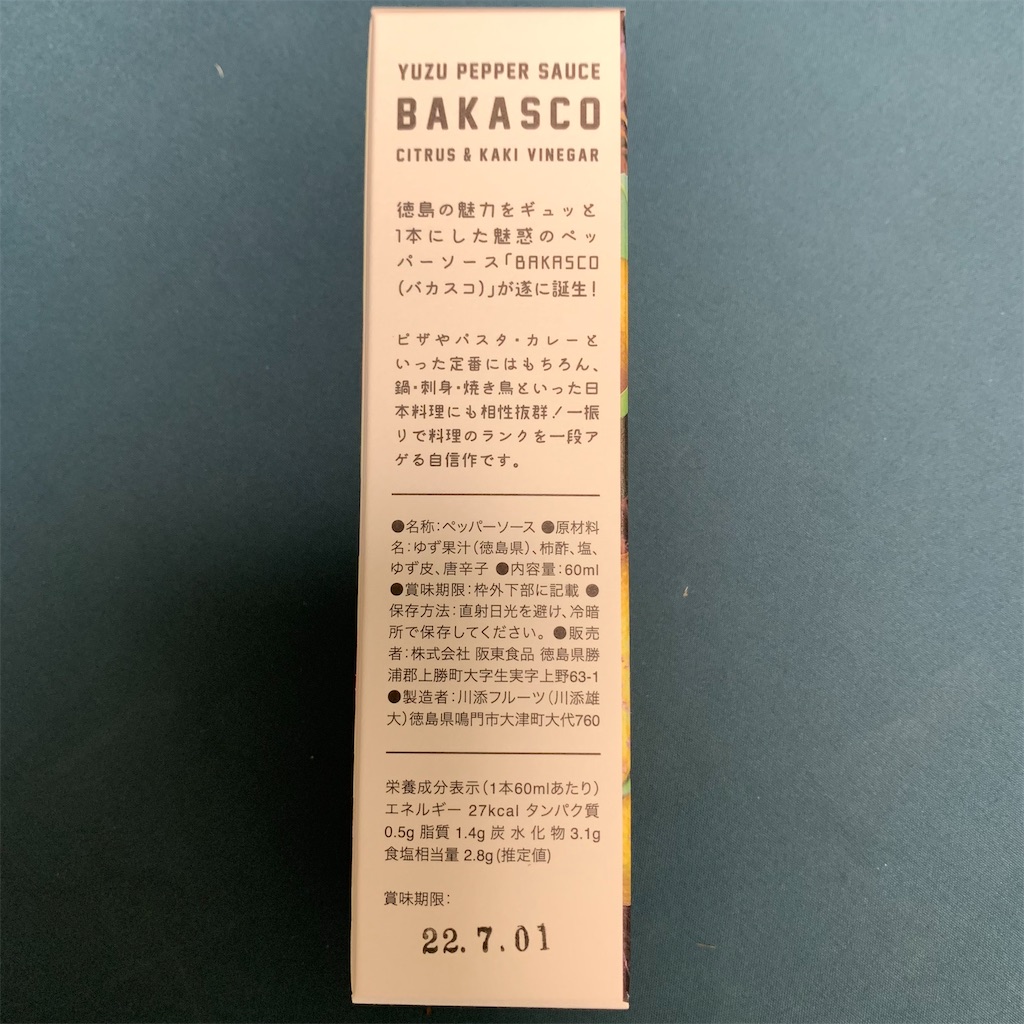 YUZU PEPPER SAUCE
BAKASCO
CITRUS & KAKI VINEGAR
徳島の魅力をギュッと
1本にした魅惑のペッ
パーソース「BAKASCO
(バカスコ)」が遂に誕生！
ピザやパスタ・カレーと
いった定番にはもちろん、
鍋・刺身・焼き鳥といった日
本料理にも相性抜群！一振
りで料理のランクを一段ア
ゲる自信作です。
●名称：ペッパーソース ●原材料
名：ゆず果汁(徳島県)、柿酢、塩、
ゆず皮、唐辛子 ●内容量：60ml
●賞味期限：枠外下部に記載 ●
保存方法：直射日光を避け、冷暗
所で保存してください。 ●販売
者：株式会社 阪東食品 徳島県勝
浦郡上勝町大字生実字上野63-1
●製造者：川添フルーツ(川添雄
大)徳島県鳴門市大津町大代760
栄養成分表示(1本60mlあたり)
エネルギー 27kcal タンパク質
0.5g 脂質 1.4g 炭水化物 3.1g
食塩相当量 2.8g(推定値)
賞味期限：
22.7.01